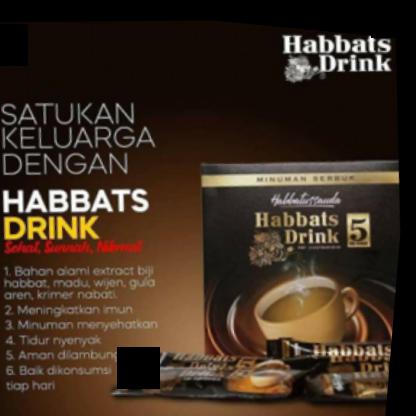 Habbats
Drink
SATUKAN
KELUARGA
DENGAN
HABBATS
DRINK
Sehat, Sunnah, Nikmat
1. Bahan alami extract biji
habbat, madu, wijen, gula
aren, krimer nabati.
2. Meningkatkan imun
3. Minuman menyehatkan
4. Tidur nyenyak
5. Aman dilambung
6. Baik dikonsumsi
tiap hari
MINUMAN SERBUK
Habbatussauda
Habbats
Drink 5
Habbats